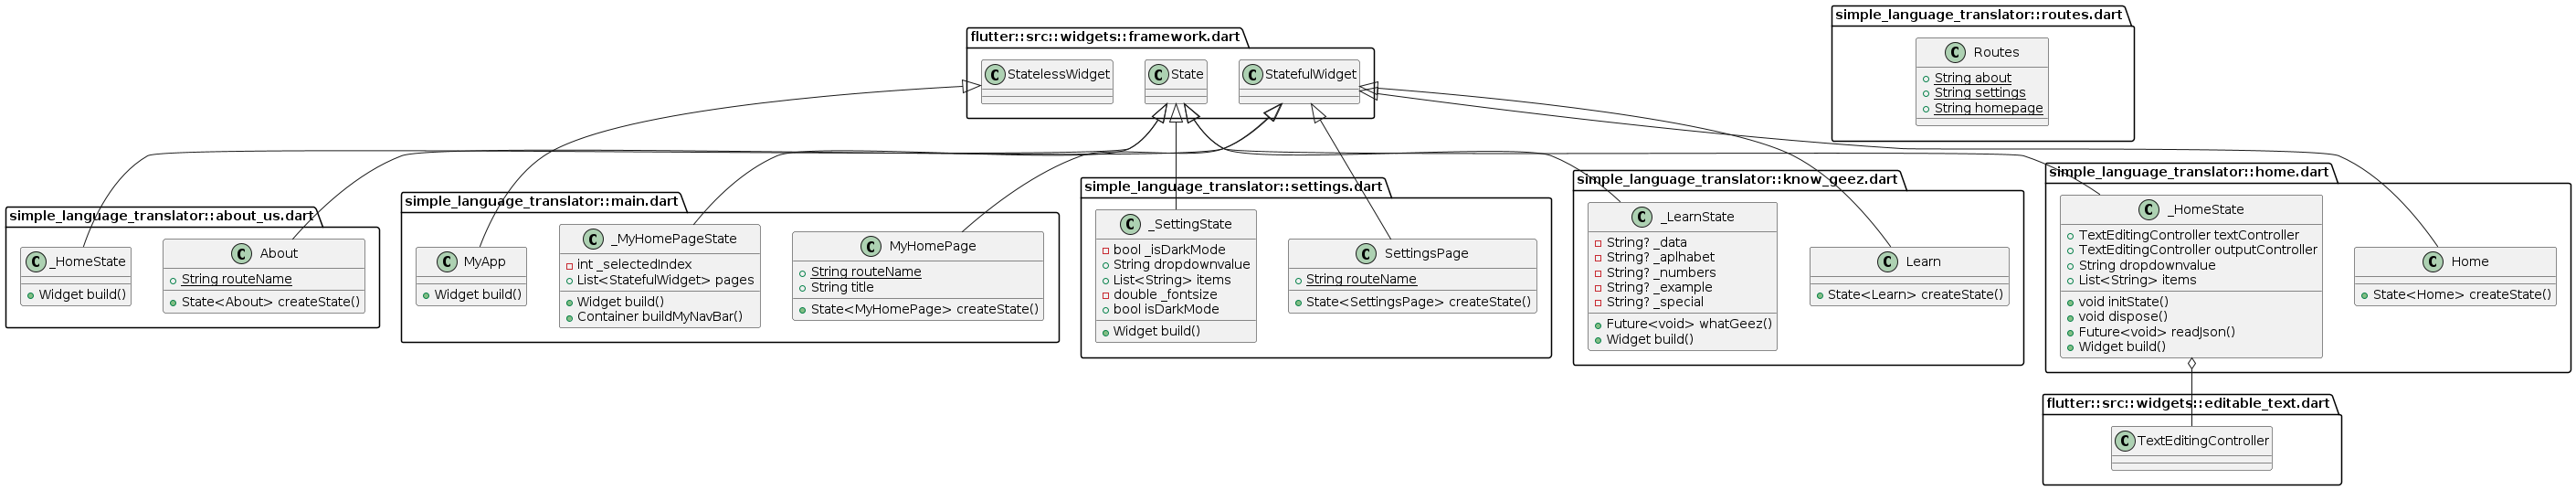 simple_language_translator::routes.dart
C Routes
String about
String settings
String homepage
flutter::src::widgets::framework.dart
C StatelessWidget
C State
C StatefulWidget
simple_language_translator::about_us.dart
C _HomeState
Widget build()
C About
String routeName
State<About> createState()
simple_language_translator::main.dart
C MyApp
Widget build()
C _MyHomePageState
int _selectedIndex
List<StatefulWidget> pages
Widget build()
Container buildMyNavBar()
C MyHomePage
String routeName
String title
State<MyHomePage> createState()
simple_language_translator::settings.dart
C _SettingState
bool _isDarkMode
String dropdownvalue
List<String> items
double _fontsize
bool isDarkMode
Widget build()
C SettingsPage
String routeName
State<SettingsPage> createState()
simple_language_translator::know_geez.dart
C _LearnState
String? _data
String? _aplhabet
String? _numbers
String? _example
String? _special
Future<void> whatGeez()
Widget build()
C Learn
State<Learn> createState()
simple_language_translator::home.dart
C _HomeState
TextEditingController textController
TextEditingController outputController
String dropdownvalue
List<String> items
void initState()
void dispose()
Future<void> readJson()
Widget build()
C Home
State<Home> createState()
flutter::src::widgets::editable_text.dart
C TextEditingController